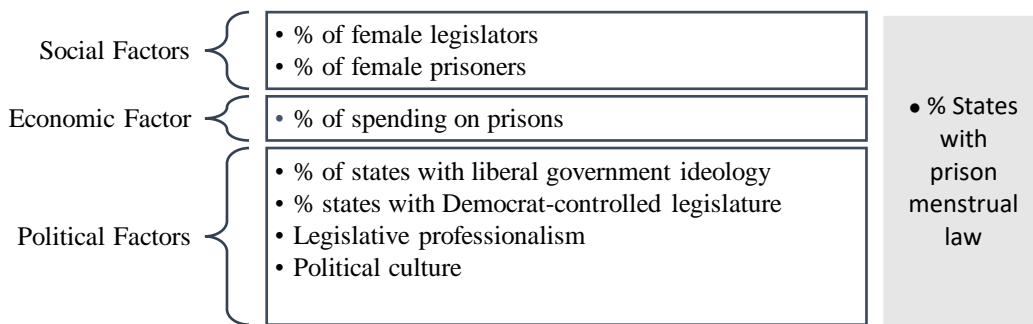 Social Factors
• % of female legislators
• % of female prisoners
Economic Factor
• % of spending on prisons
Political Factors
• % of states with liberal government ideology
• % states with Democrat-controlled legislature
• Legislative professionalism
• Political culture
• % States
with
prison
menstrual
law